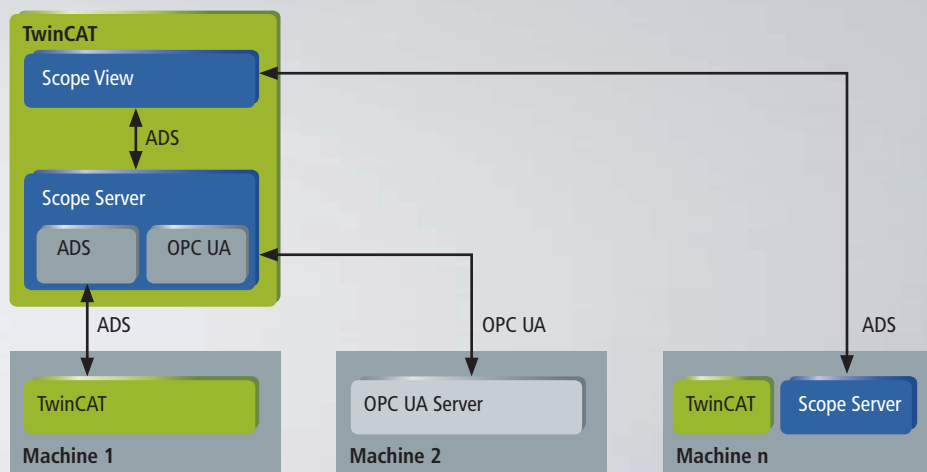 TwinCAT
Scope View
ADS
Scope Server
ADS
OPC UA
ADS
OPC UA
ADS
TwinCAT
OPC UA Server
TwinCAT
Scope Server
Machine 1
Machine 2
Machine n